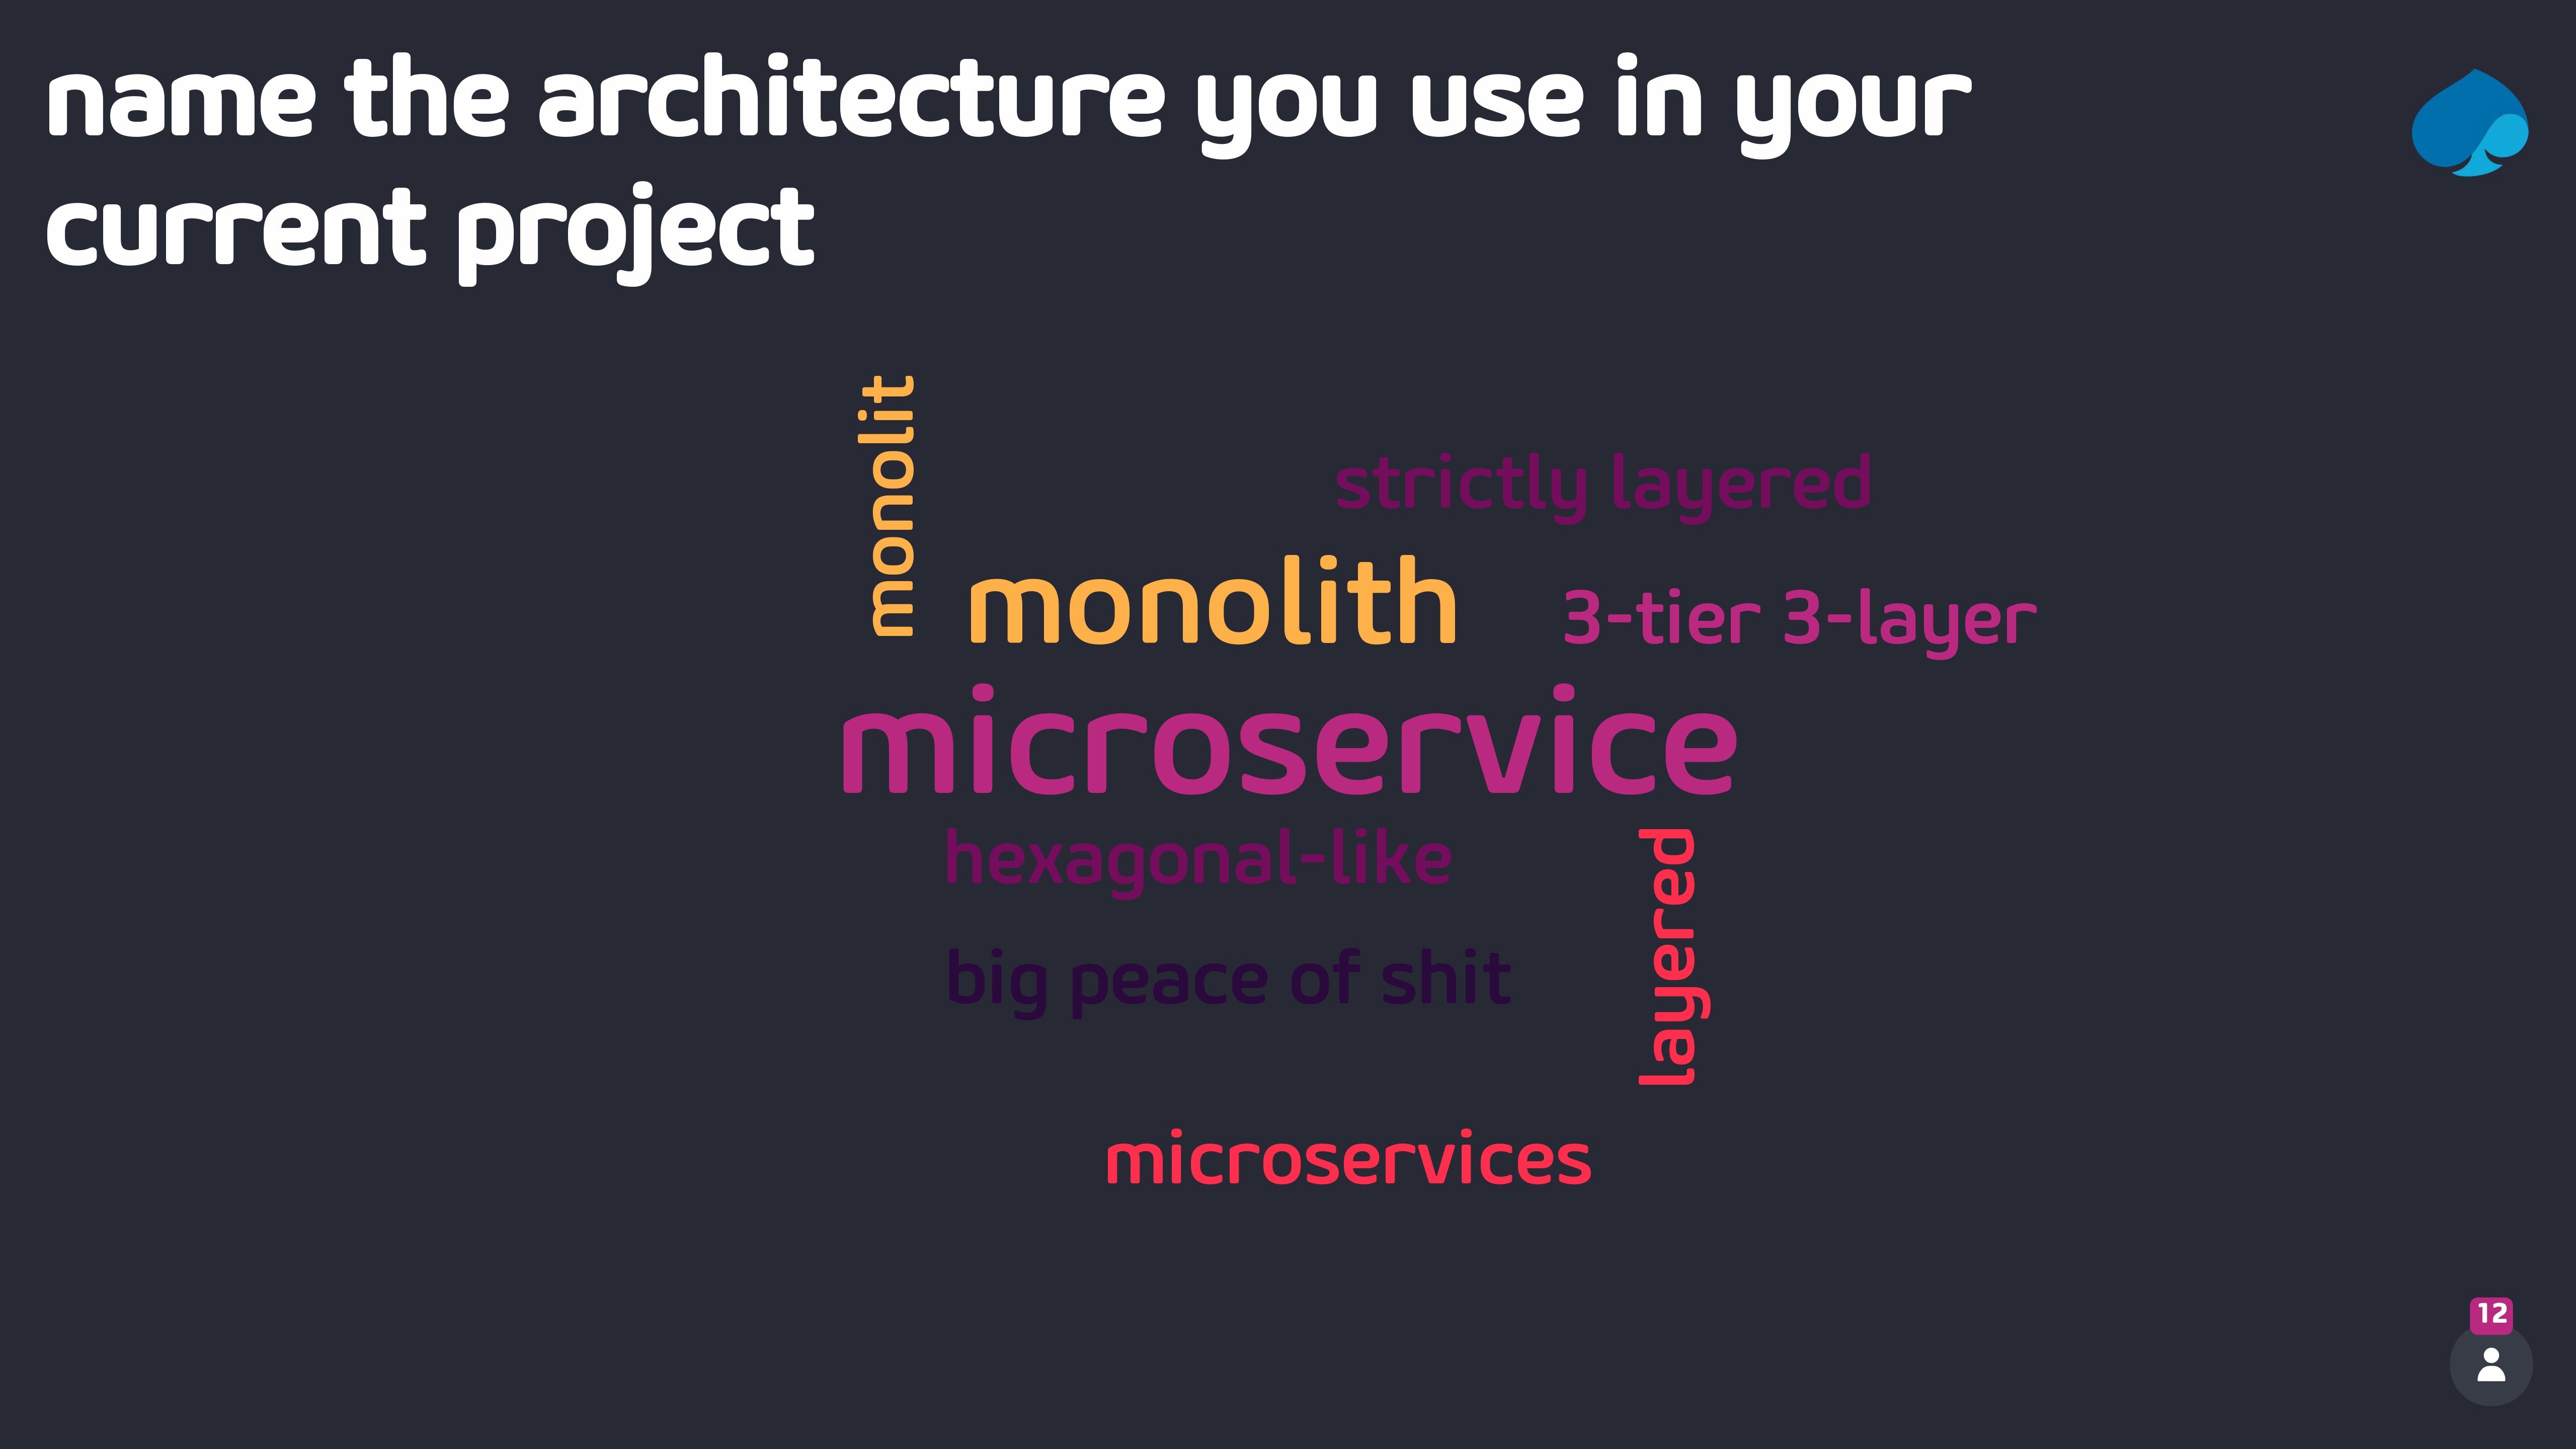 name the architecture you use in your
current project
monolit
strictly layered
monolith
3-tier 3-layer
microservice
hexagonal-like
layered
big peace of shit
microservices
12